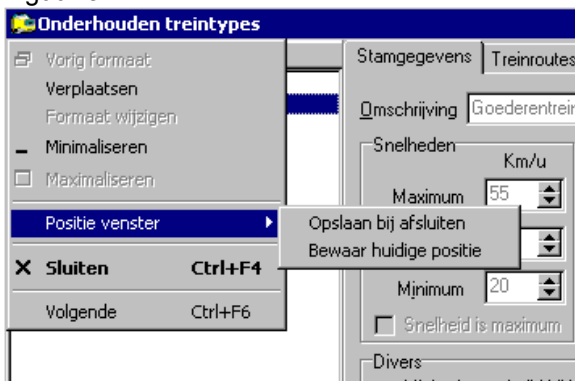 Onderhouden treintypes
Vorig formaat
Verplaatsen
Formaat wijzigen
Minimaliseren
Maximaliseren
Positie venster
Opslaan bij afsluiten
Bewaar huidige positie
Sluiten Ctrl+F4
Volgende Ctrl+F6
Stamgegevens Treinroutes
Omschrijving Goederentrein
Snelheden
Km/u
Maximum 55
Minimum 20
Snelheid is maximum
Divers